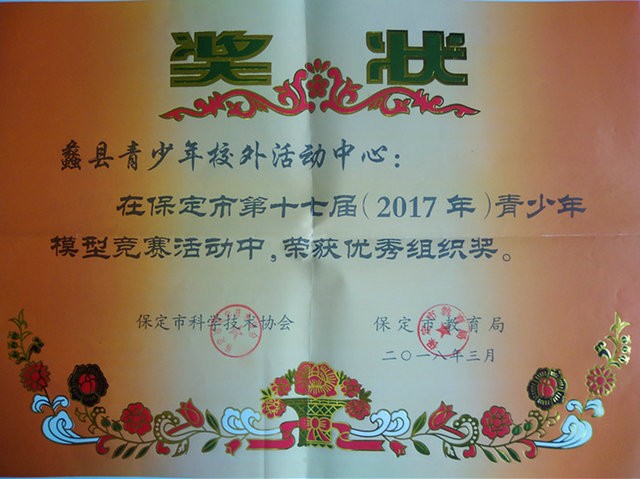 奖状
蠡县青少年校外活动中心：
在保定市第十七届（2017年）青少年
模型竞赛活动中，荣获优秀组织奖。
保定市科学技术协会 保定市教育局
二〇一八年三月